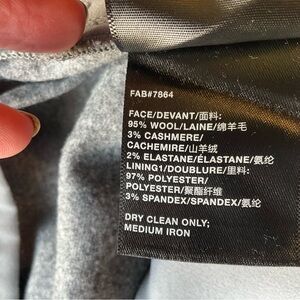 FAB#7864
FACE/DEVANT/面料:
95% WOOL/LAINE/绵羊毛
3% CASHMERE/
CACHEMIRE/山羊绒
2% ELASTANE/ÉLASTANE/氨纶
LINING1/DOUBLURE/里料:
97% POLYESTER/
POLYESTER/聚酯纤维
3% SPANDEX/SPANDEX/氨纶
DRY CLEAN ONLY;
MEDIUM IRON